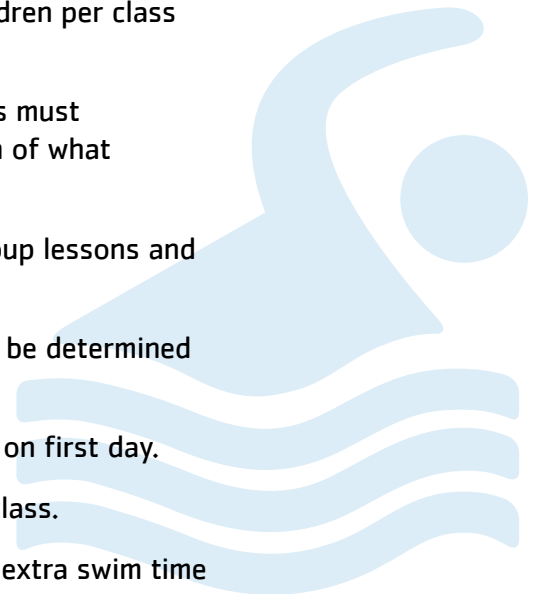 dren per class
s must
of what
up lessons and
be determined
on first day.
lass.
extra swim time